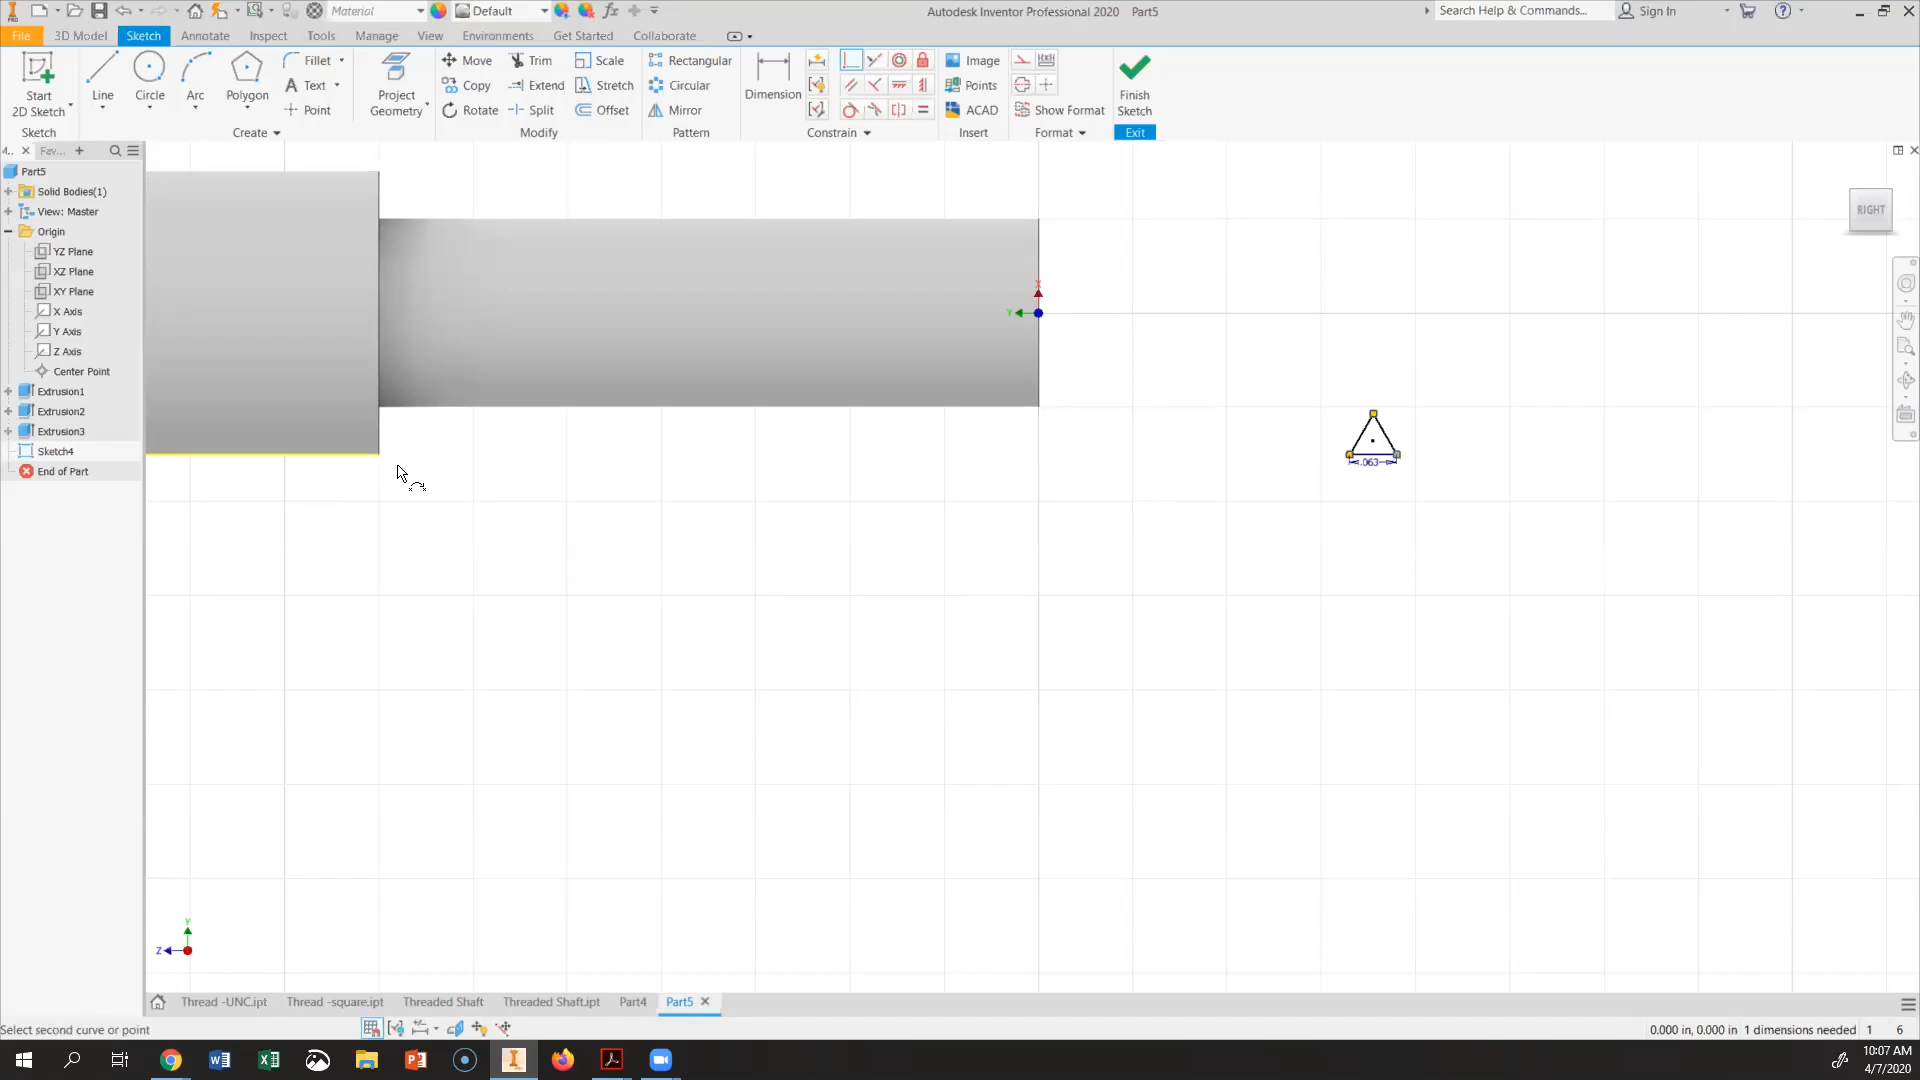 Material
Default
Autodesk Inventor Professional 2020 Part5
Search Help & Commands...
Sign In
File
3D Model
Sketch
Annotate
Inspect
Tools
Manage
View
Environments
Get Started
Collaborate
Start
2D Sketch
Line
Circle
Arc
Polygon
Fillet
Text
Point
Project
Geometry
Move
Copy
Rotate
Trim
Extend
Split
Scale
Stretch
Offset
Rectangular
Circular
Mirror
Dimension
Image
Points
ACAD
Show Format
Finish
Sketch
Sketch
Create
Modify
Pattern
Constrain
Insert
Format
Exit
M..
Fav...
Part5
Solid Bodies(1)
View: Master
Origin
YZ Plane
XZ Plane
XY Plane
X Axis
Y Axis
Z Axis
Center Point
Extrusion1
Extrusion2
Extrusion3
Sketch4
End of Part
RIGHT
X
Y
.063
Y
Z
Thread -UNC.ipt
Thread -square.ipt
Threaded Shaft
Threaded Shaft.ipt
Part4
Part5
Select second curve or point
0.000 in, 0.000 in 1 dimensions needed 1 6
10:07 AM
4/7/2020